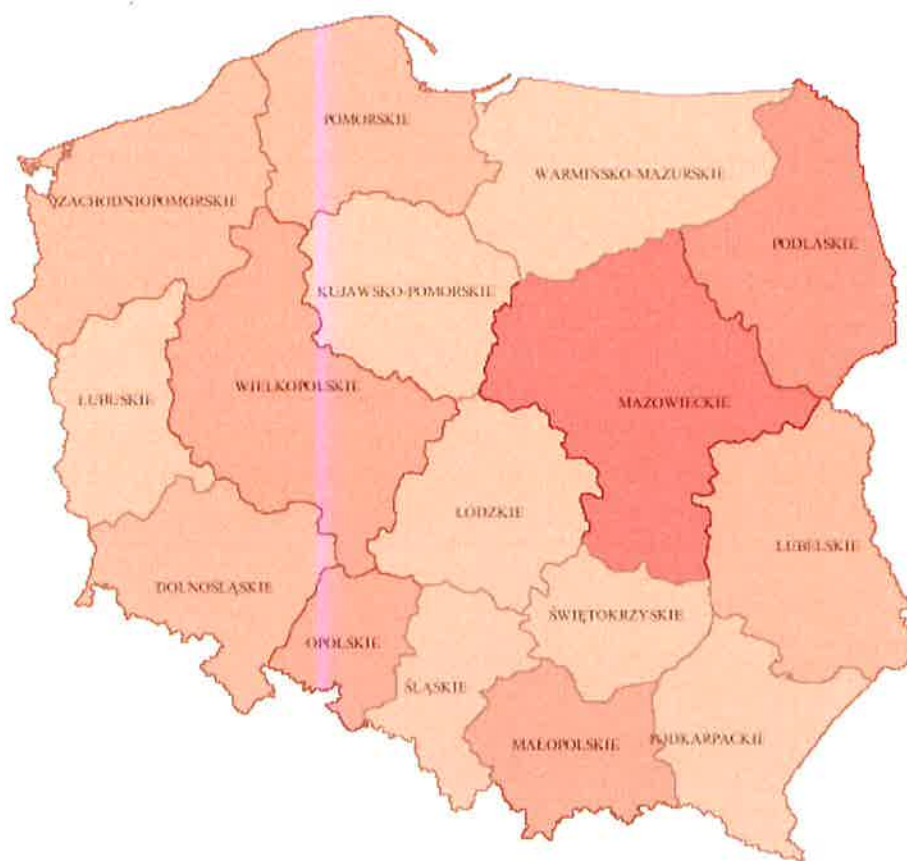 POMORSKIE
WARMIŃSKO-MAZURSKIE
ZACHODNIOPOMORSKIE
PODLASKIE
KUJAWSKO-POMORSKIE
WIELKOPOLSKIE
LUBUSKIE
MAZOWIECKIE
ŁÓDZKIE
LUBELSKIE
DOLNOŚLĄSKIE
ŚWIĘTOKRZYSKIE
OPOLSKIE
ŚLĄSKIE
MAŁOPOLSKIE
PODKARPACKIE